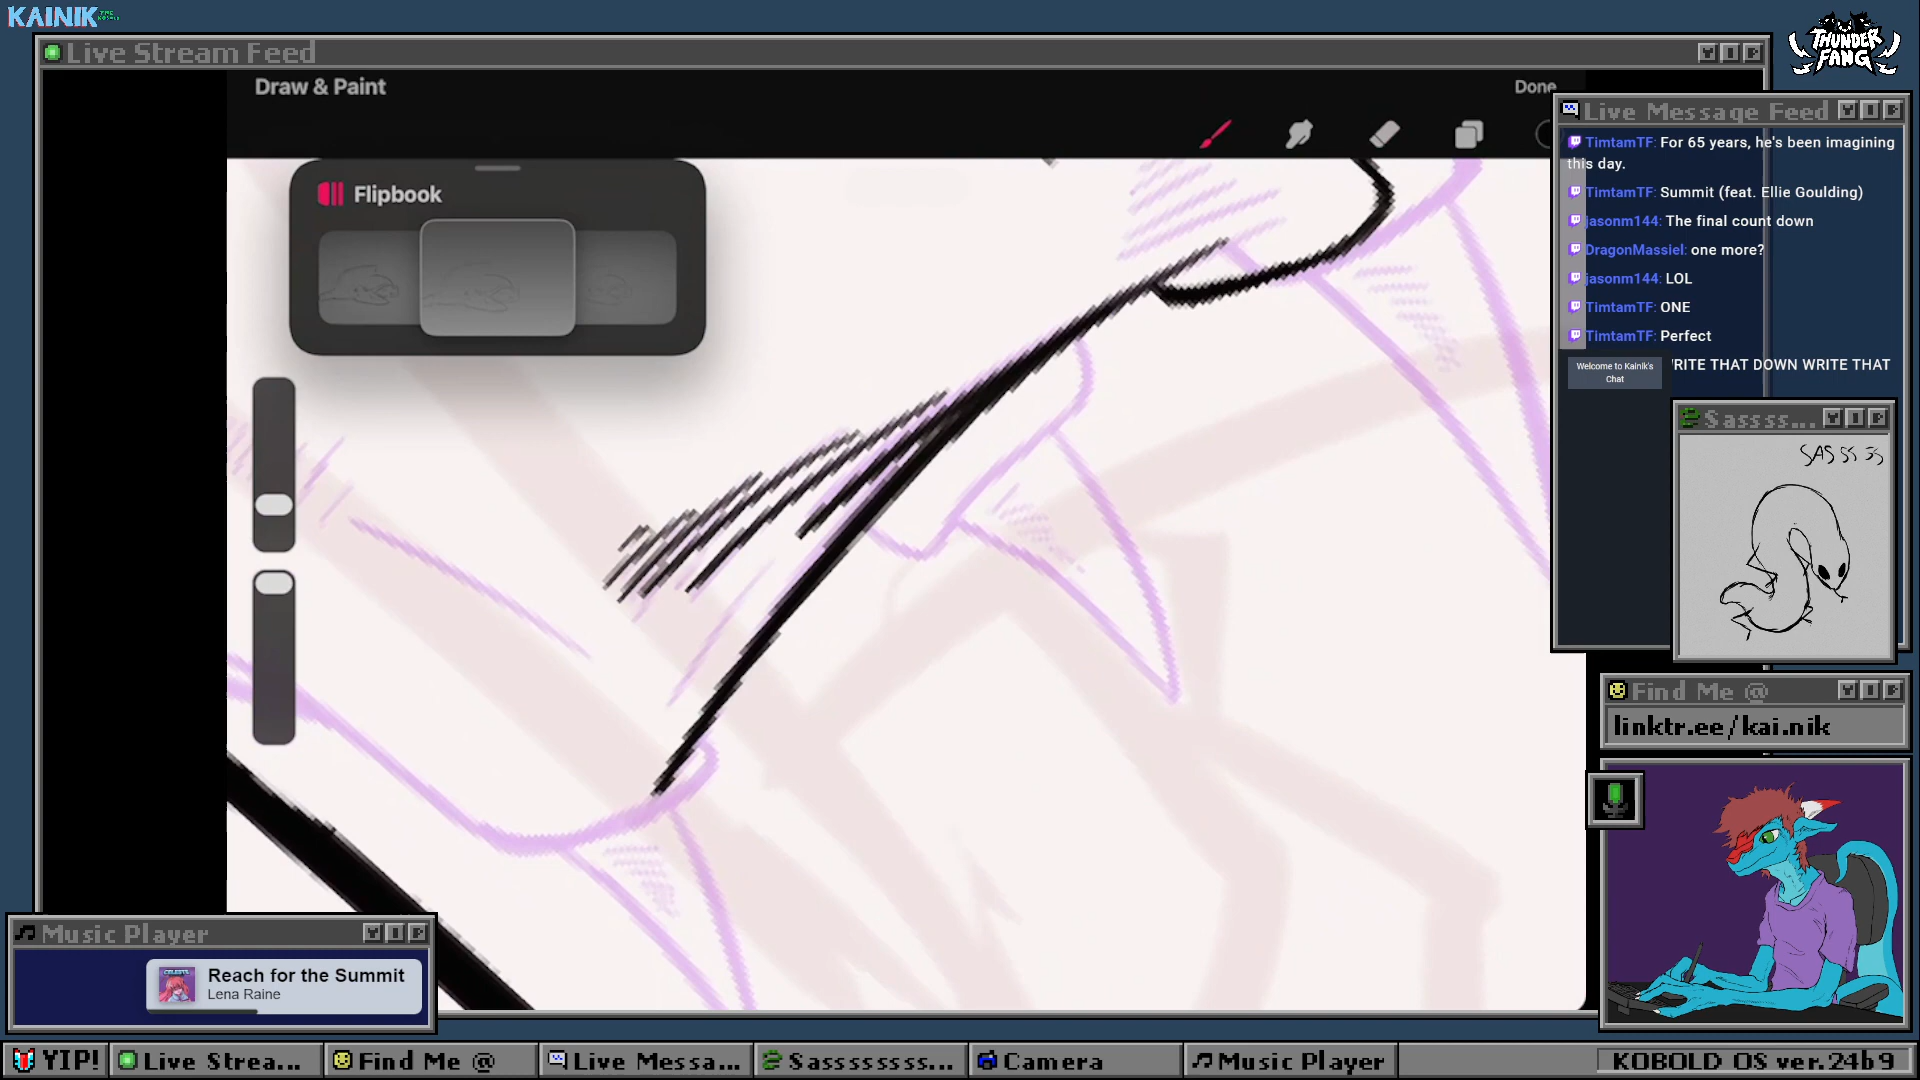 KAINIK
THUNDER
FANG
Live Stream Feed
Draw & Paint
Done
Flipbook
Live Message Feed
TimtamTF: For 65 years, he's been imagining
this day.
TimtamTF: Summit (feat. Ellie Goulding)
jasonm144: The final count down
DragonMassiel: one more?
jasonm144: LOL
TimtamTF: ONE
TimtamTF: Perfect
RITE THAT DOWN WRITE THAT
Welcome to Kainik's
Chat
Sassss...
SASSSSS
Find Me @
linktr.ee/kai.nik
Music Player
Reach for the Summit
Lena Raine
CELESTE
YIP!
Live Strea...
Find Me @
Live Messa...
Sasssssssss...
Camera
Music Player
KOBOLD OS ver.24b9